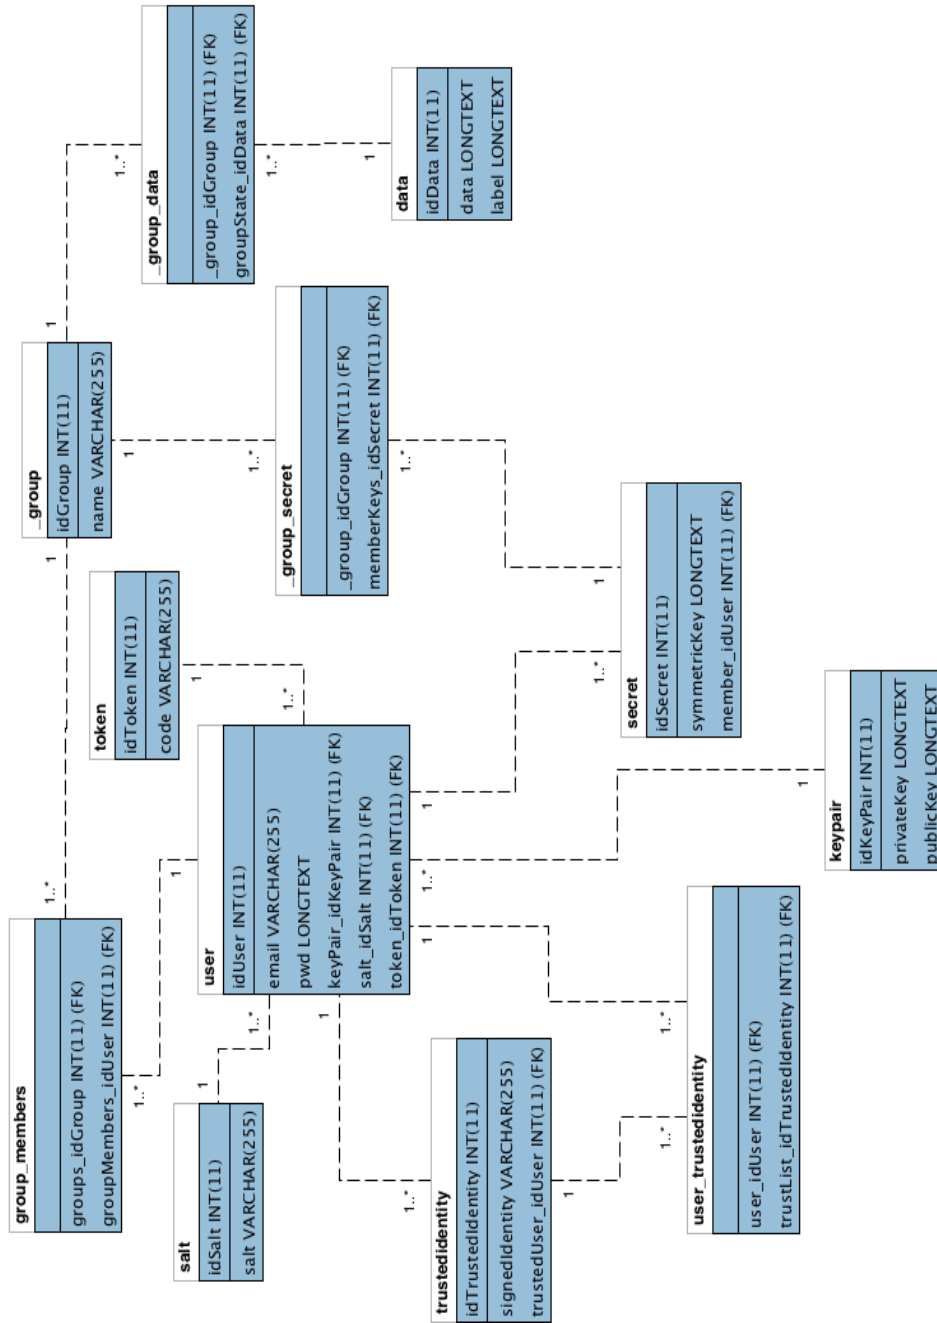 group_members
groups_idGroup INT(11) (FK)
groupMembers_idUser INT(11) (FK)
1..*
1
_group
idGroup INT(11)
name VARCHAR(255)
1
1..*
_group_data
_group_idGroup INT(11) (FK)
groupState_idData INT(11) (FK)
1..*
1
data
idData INT(11)
data LONGTEXT
label LONGTEXT
1
1..*
_group_secret
_group_idGroup INT(11) (FK)
memberKeys_idSecret INT(11) (FK)
1..*
1
token
idToken INT(11)
code VARCHAR(255)
1
1..*
1..*
1
salt
idSalt INT(11)
salt VARCHAR(255)
1
1..*
user
idUser INT(11)
email VARCHAR(255)
pwd LONGTEXT
keyPair_idKeyPair INT(11) (FK)
salt_idSalt INT(11) (FK)
token_idToken INT(11) (FK)
1
1..*
1
1..*
1
1..*
secret
idSecret INT(11)
symmetricKey LONGTEXT
member_idUser INT(11) (FK)
trustedidentity
idTrustedIdentity INT(11)
signedIdentity VARCHAR(255)
trustedUser_idUser INT(11) (FK)
1
1..*
1..*
user_trustedidentity
user_idUser INT(11) (FK)
trustList_idTrustedIdentity INT(11) (FK)
1
keypair
idKeyPair INT(11)
privateKey LONGTEXT
publicKey LONGTEXT